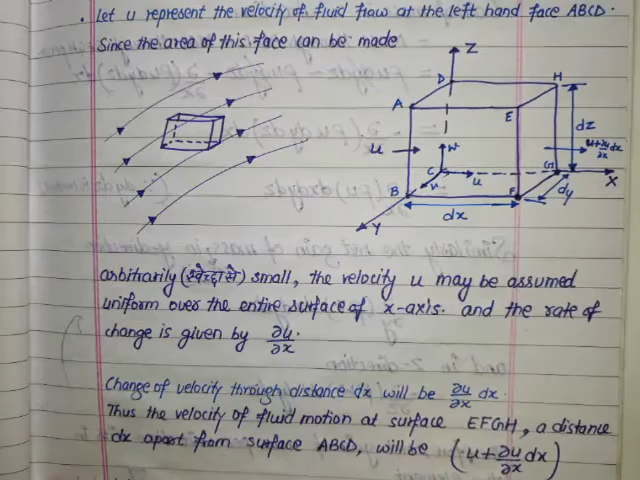 Let u represent the velocity of fluid flow at the left hand face ABCD.
Since the area of this face can be made
Z
D
H
A
E
dz
u
w
u+∂u/∂x dx
C
u
G
X
v
B
F
dy
dx
Y
arbitrarily () small, the velocity u may be assumed
uniform over the entire surface of x-axis. and the rate of
change is given by ∂u/∂x.
Change of velocity through distance dx will be ∂u/∂x dx.
Thus the velocity of fluid motion at surface EFGH, a distance
dx apart from surface ABCD, will be (u+∂u/∂x dx)